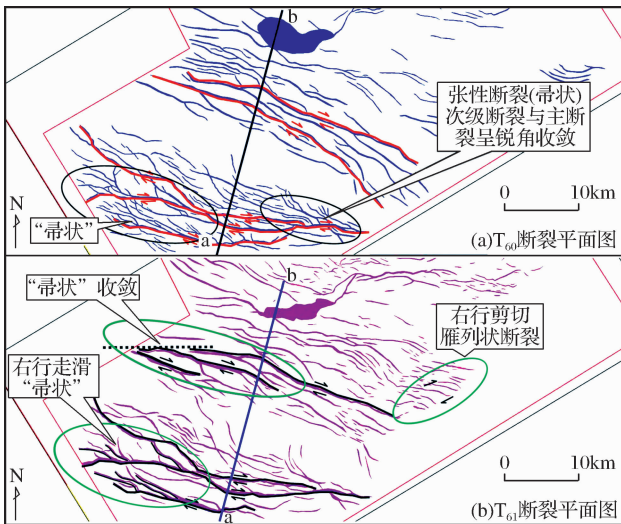 b
张性断裂(帚状)
次级断裂与主断
裂呈锐角收敛
0 10km
N
“帚状”
a
(a)T60断裂平面图
“帚状”收敛
b
右行剪切
雁列状断裂
右行走滑
“帚状”
N
0 10km
a
(b)T61断裂平面图